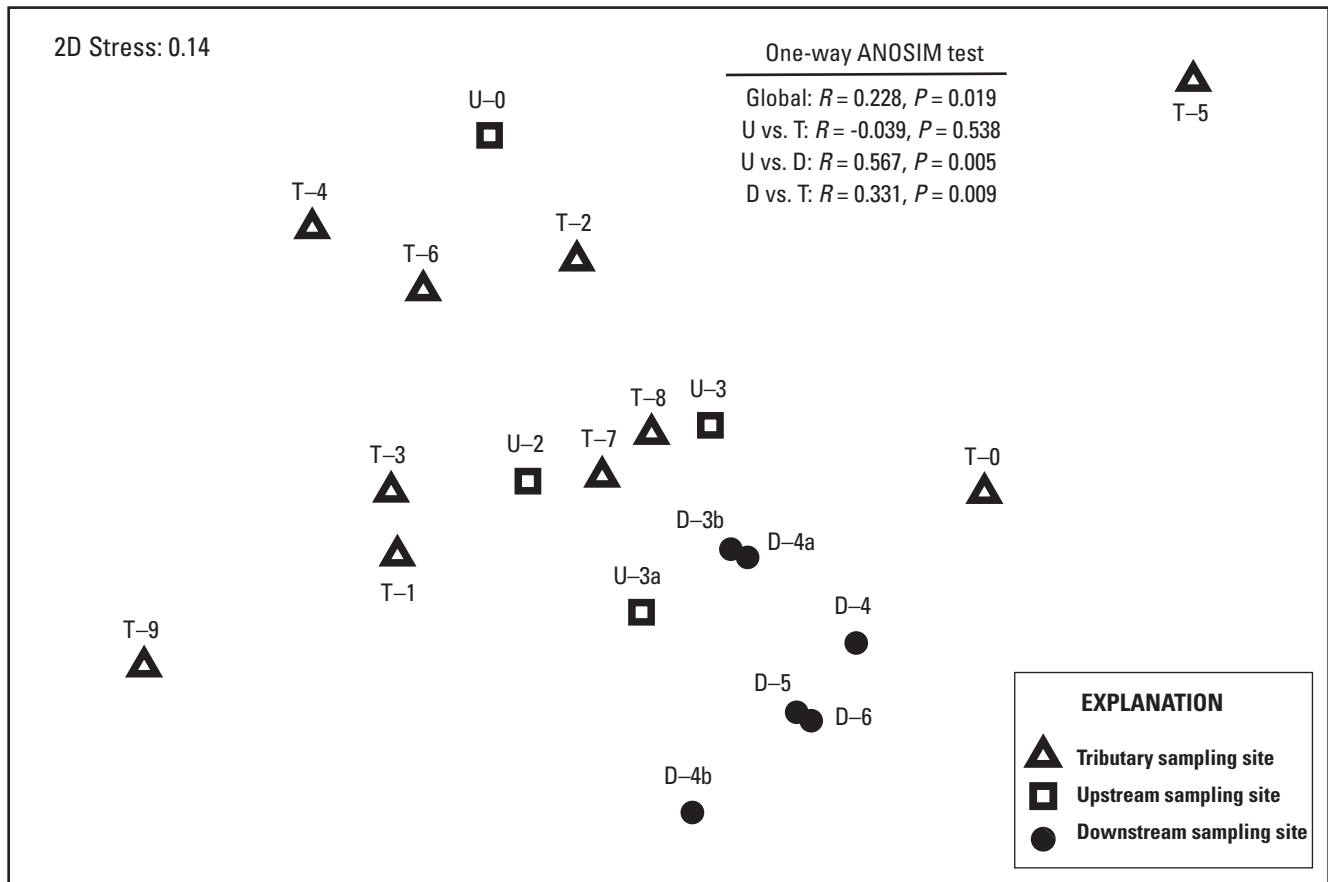 2D Stress: 0.14
One-way ANOSIM test
Global: R = 0.228, P = 0.019
U vs. T: R = -0.039, P = 0.538
U vs. D: R = 0.567, P = 0.005
D vs. T: R = 0.331, P = 0.009
T–5
U–0
T–4
T–2
T–6
T–8
U–3
T–7
U–2
T–3
T–0
D–3b
D–4a
T–1
U–3a
D–4
T–9
D–5
D–6
D–4b
EXPLANATION
Tributary sampling site
Upstream sampling site
Downstream sampling site